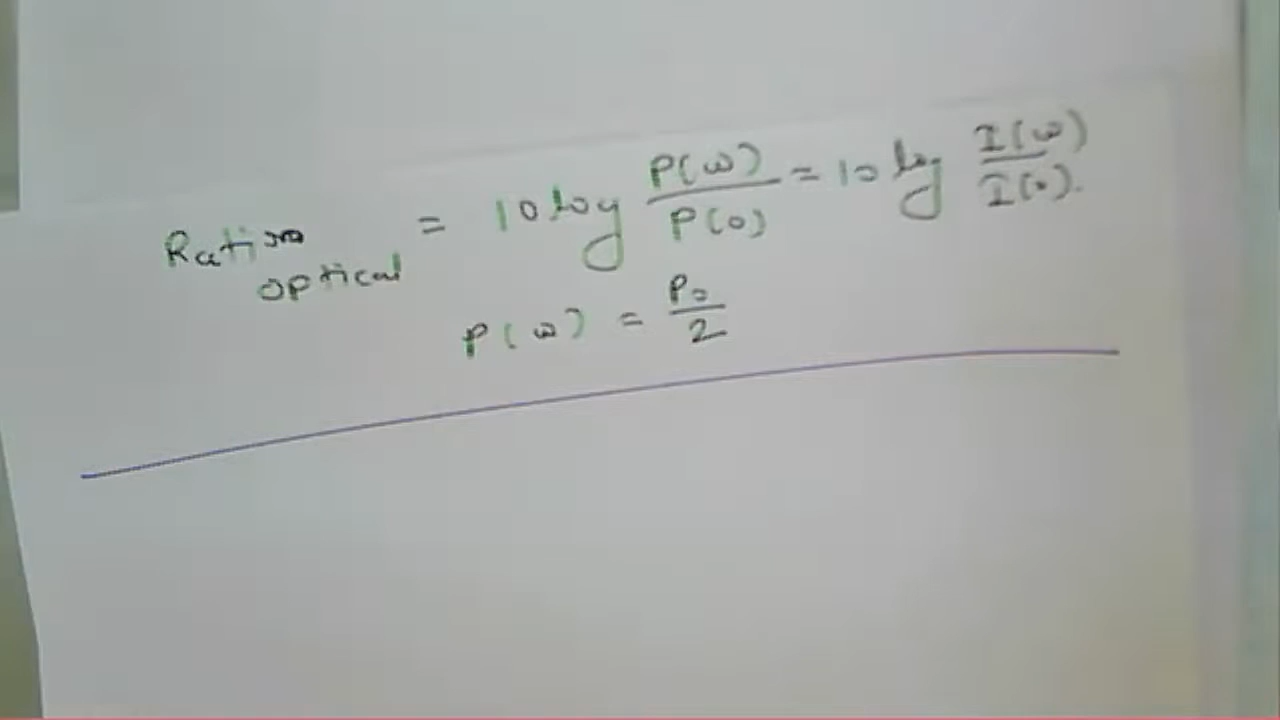 Ratio optical = 10 log P(ω)/P(0) = 10 log I(ω)/I(0).
P(ω) = P0/2